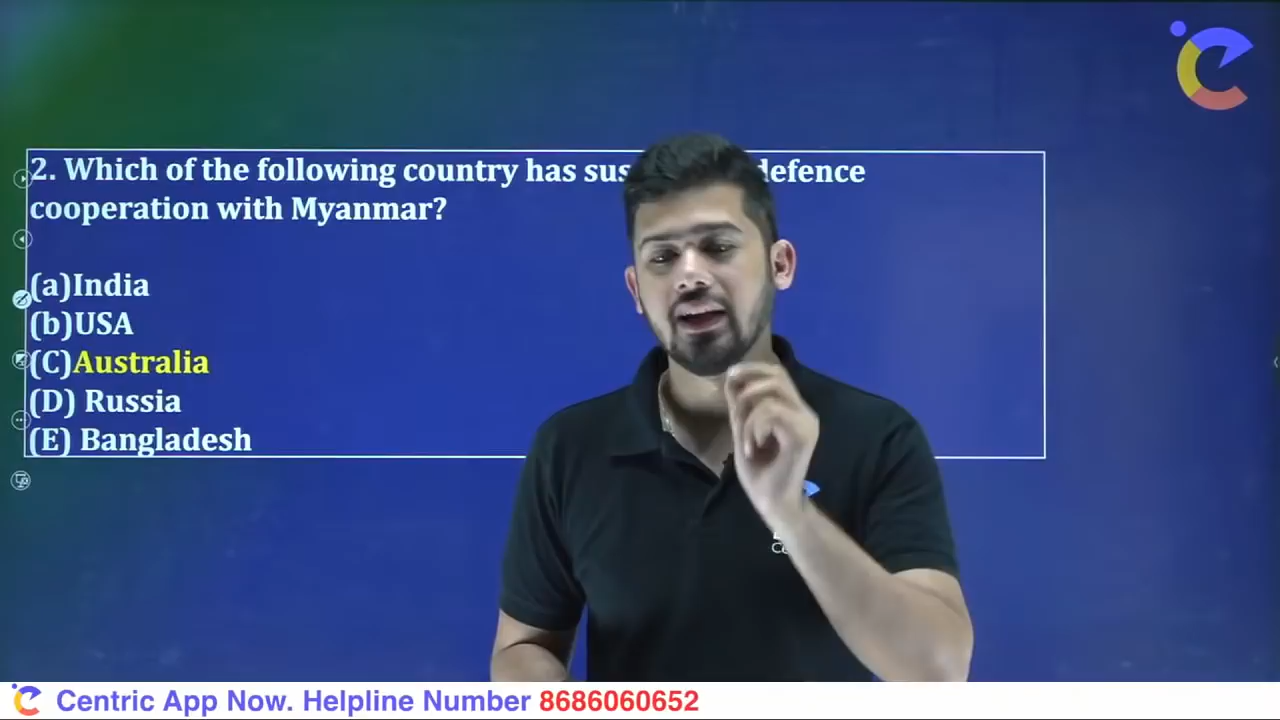 2. Which of the following country has sus defence
cooperation with Myanmar?
(a)India
(b)USA
(C)Australia
(D) Russia
(E) Bangladesh
Centric App Now. Helpline Number 8686060652